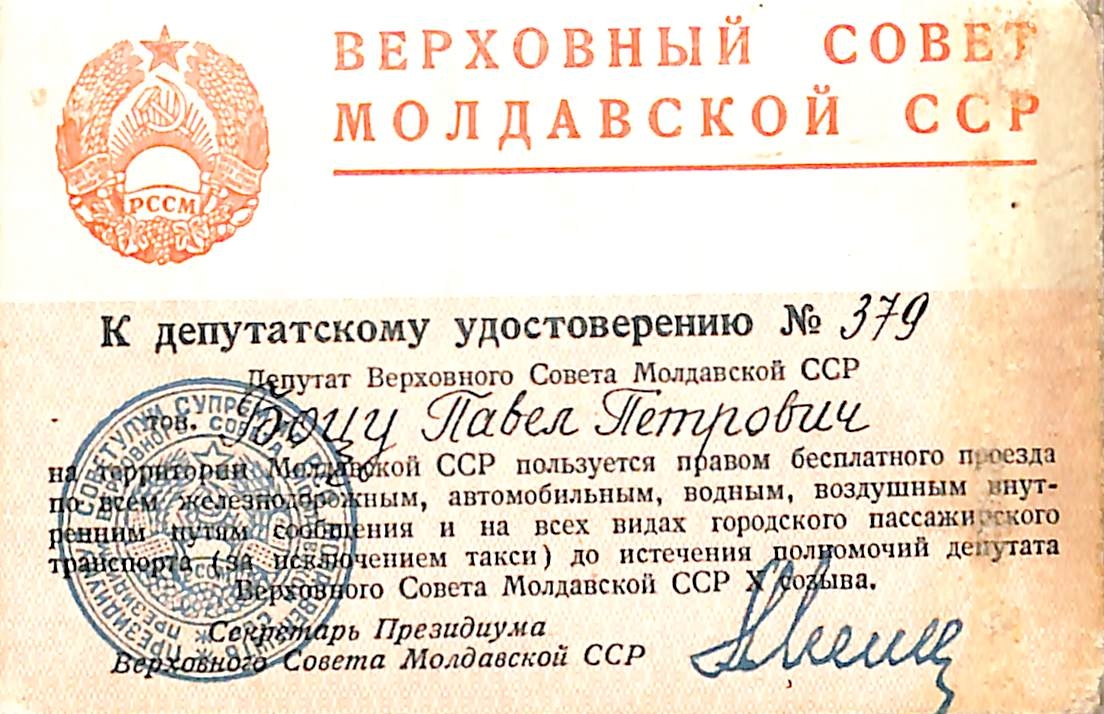 ВЕРХОВНЫЙ СОВЕТ
МОЛДАВСКОЙ ССР
РССМ
К депутатскому удостоверению № 379
Депутат Верховного Совета Молдавской ССР
тов. Боцу Павел Петрович
на территории Молдавской ССР пользуется правом бесплатного проезда
по всем железнодорожным, автомобильным, водным, воздушным внут-
ренним путям сообщения и на всех видах городского пассажирского
транспорта (за исключением такси) до истечения полномочий депутата
Верховного Совета Молдавской ССР X созыва.
Секретарь Президиума
Верховного Совета Молдавской ССР